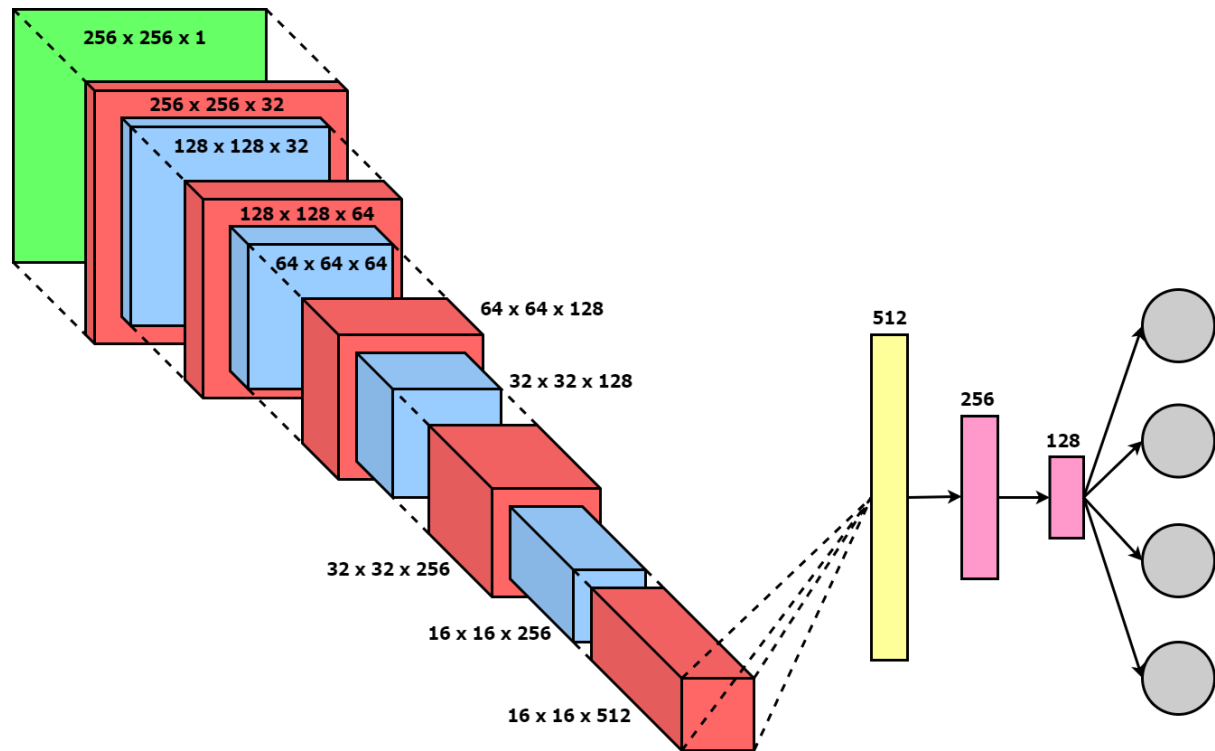 256 x 256 x 1
256 x 256 x 32
128 x 128 x 32
128 x 128 x 64
64 x 64 x 64
64 x 64 x 128
32 x 32 x 128
32 x 32 x 256
16 x 16 x 256
16 x 16 x 512
512
256
128